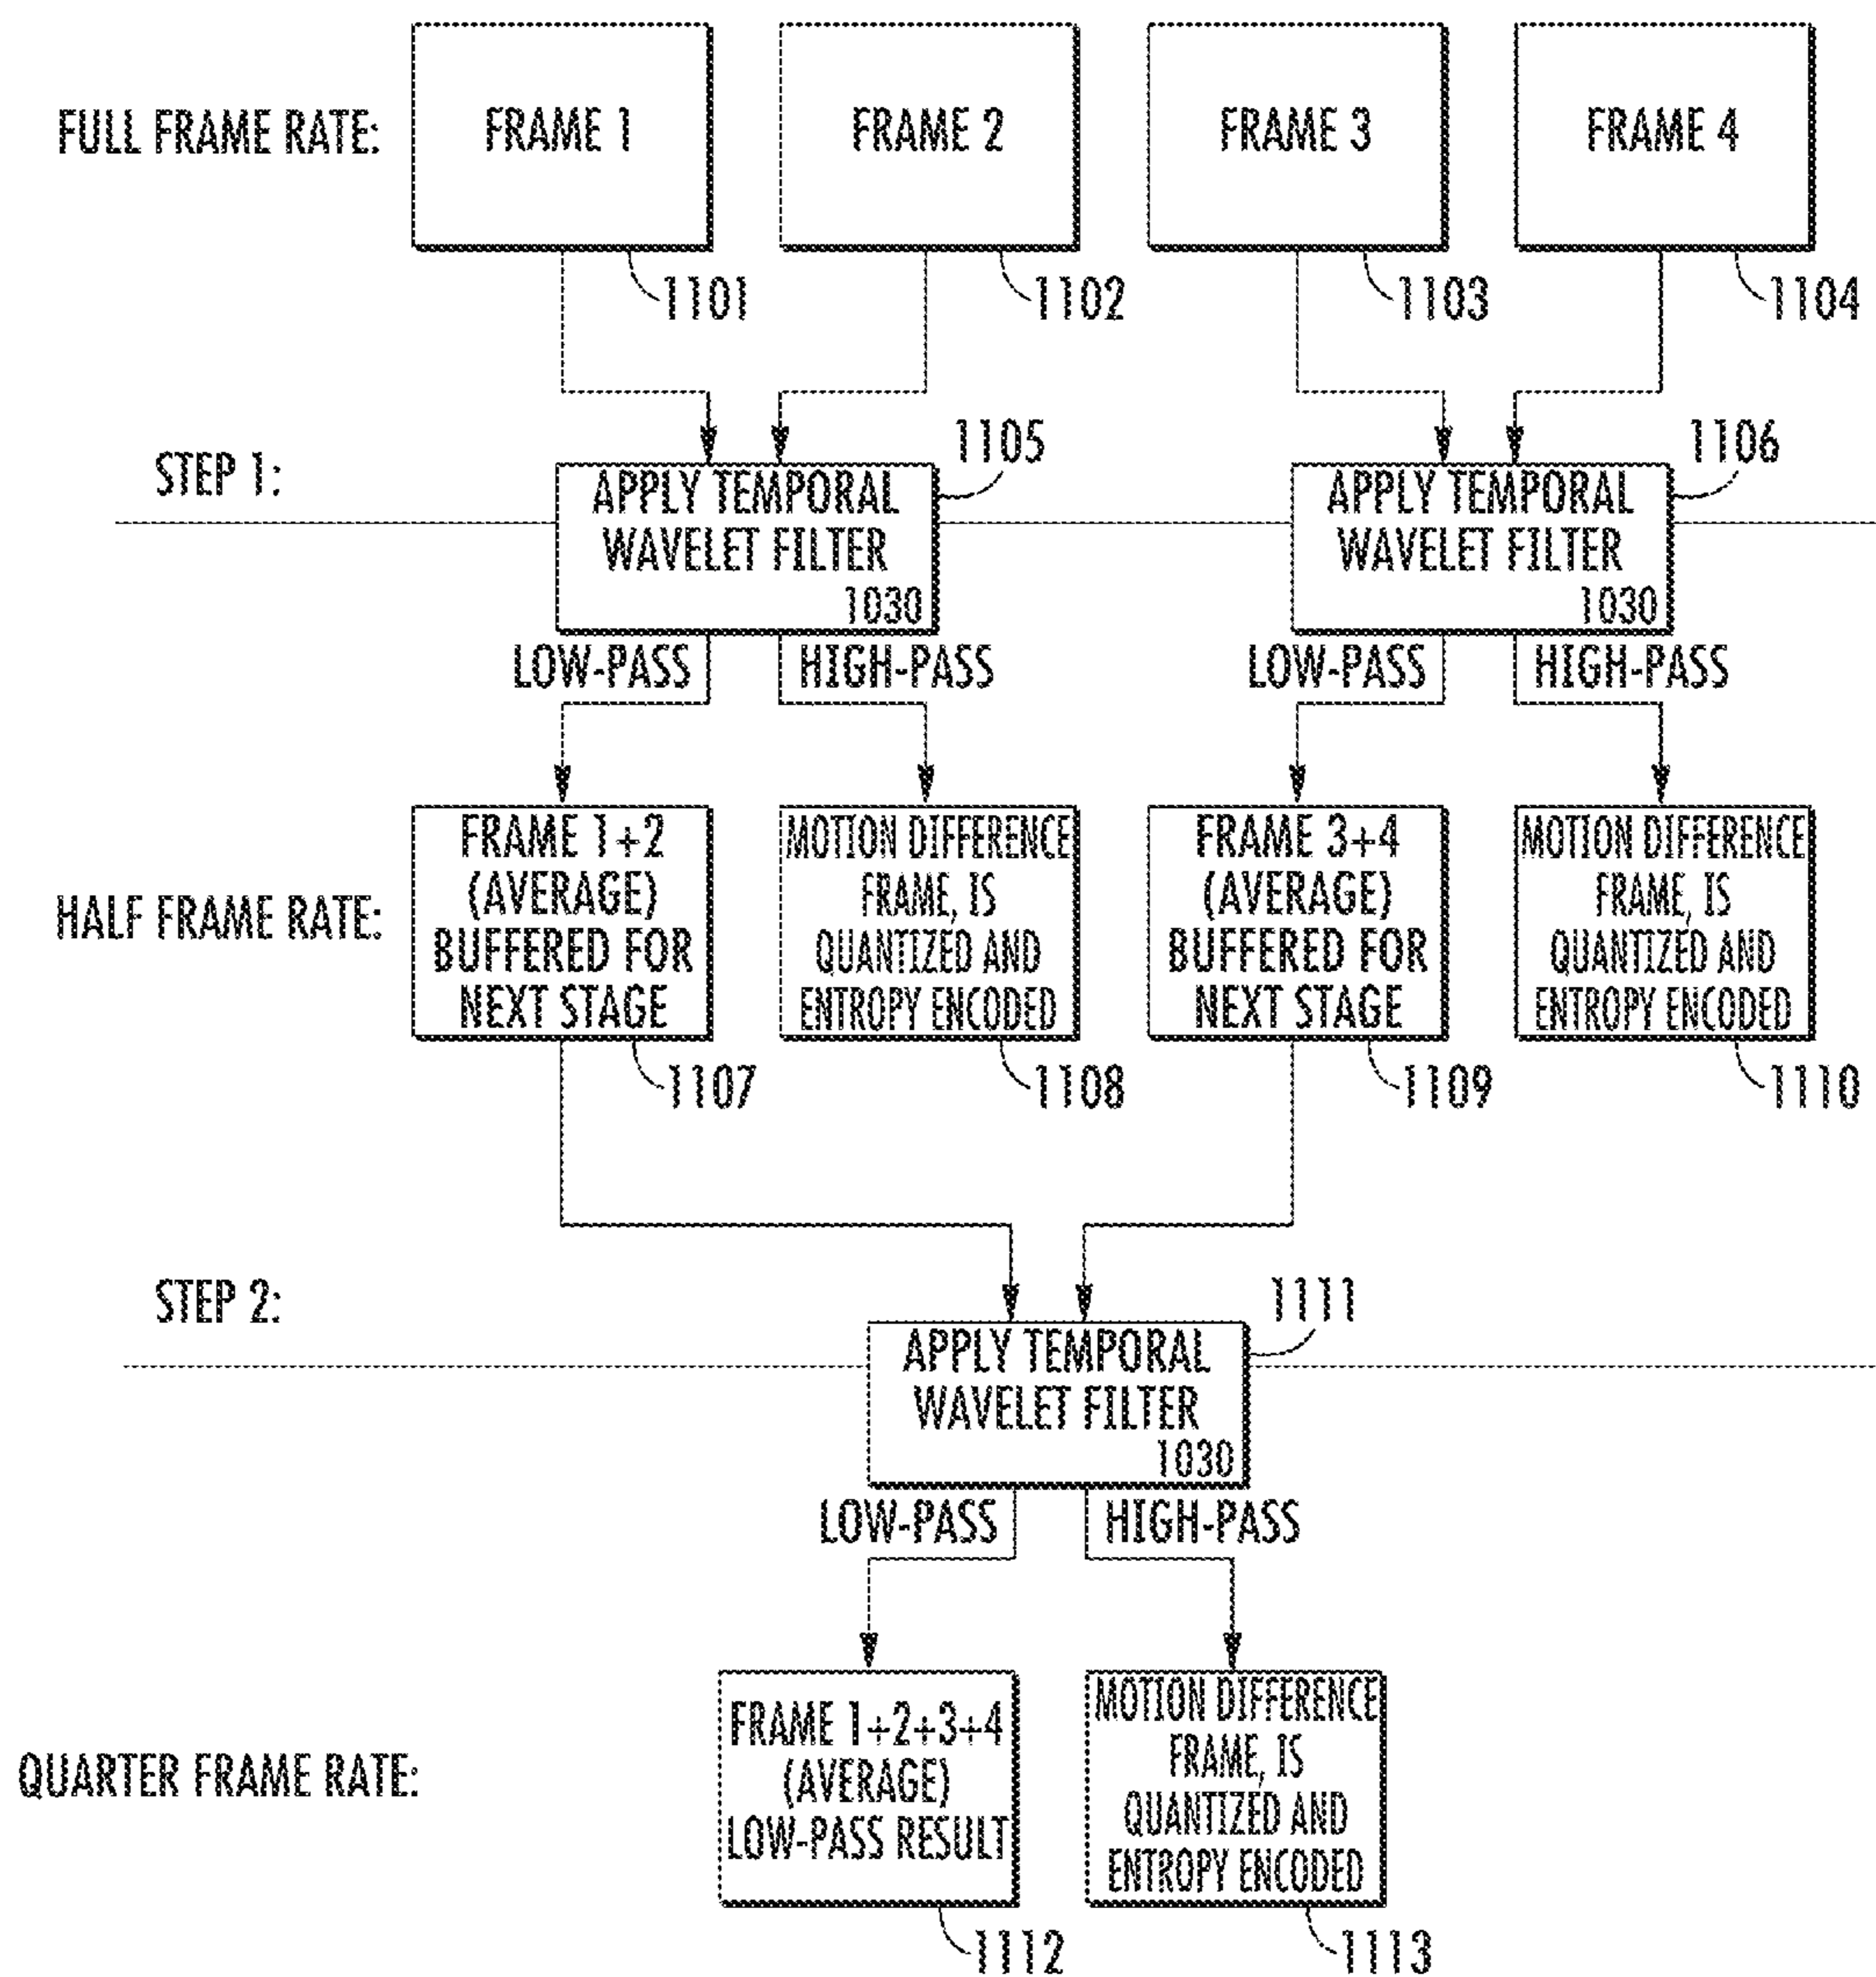 FULL FRAME RATE:
FRAME 1
FRAME 2
FRAME 3
FRAME 4
1101
1102
1103
1104
STEP 1:
1105
1106
APPLY TEMPORAL
WAVELET FILTER
1030
APPLY TEMPORAL
WAVELET FILTER
1030
LOW-PASS
HIGH-PASS
LOW-PASS
HIGH-PASS
HALF FRAME RATE:
FRAME 1+2
(AVERAGE)
BUFFERED FOR
NEXT STAGE
MOTION DIFFERENCE
FRAME, IS
QUANTIZED AND
ENTROPY ENCODED
FRAME 3+4
(AVERAGE)
BUFFERED FOR
NEXT STAGE
MOTION DIFFERENCE
FRAME, IS
QUANTIZED AND
ENTROPY ENCODED
1107
1108
1109
1110
STEP 2:
1111
APPLY TEMPORAL
WAVELET FILTER
1030
LOW-PASS
HIGH-PASS
QUARTER FRAME RATE:
FRAME 1+2+3+4
(AVERAGE)
LOW-PASS RESULT
MOTION DIFFERENCE
FRAME, IS
QUANTIZED AND
ENTROPY ENCODED
1112
1113